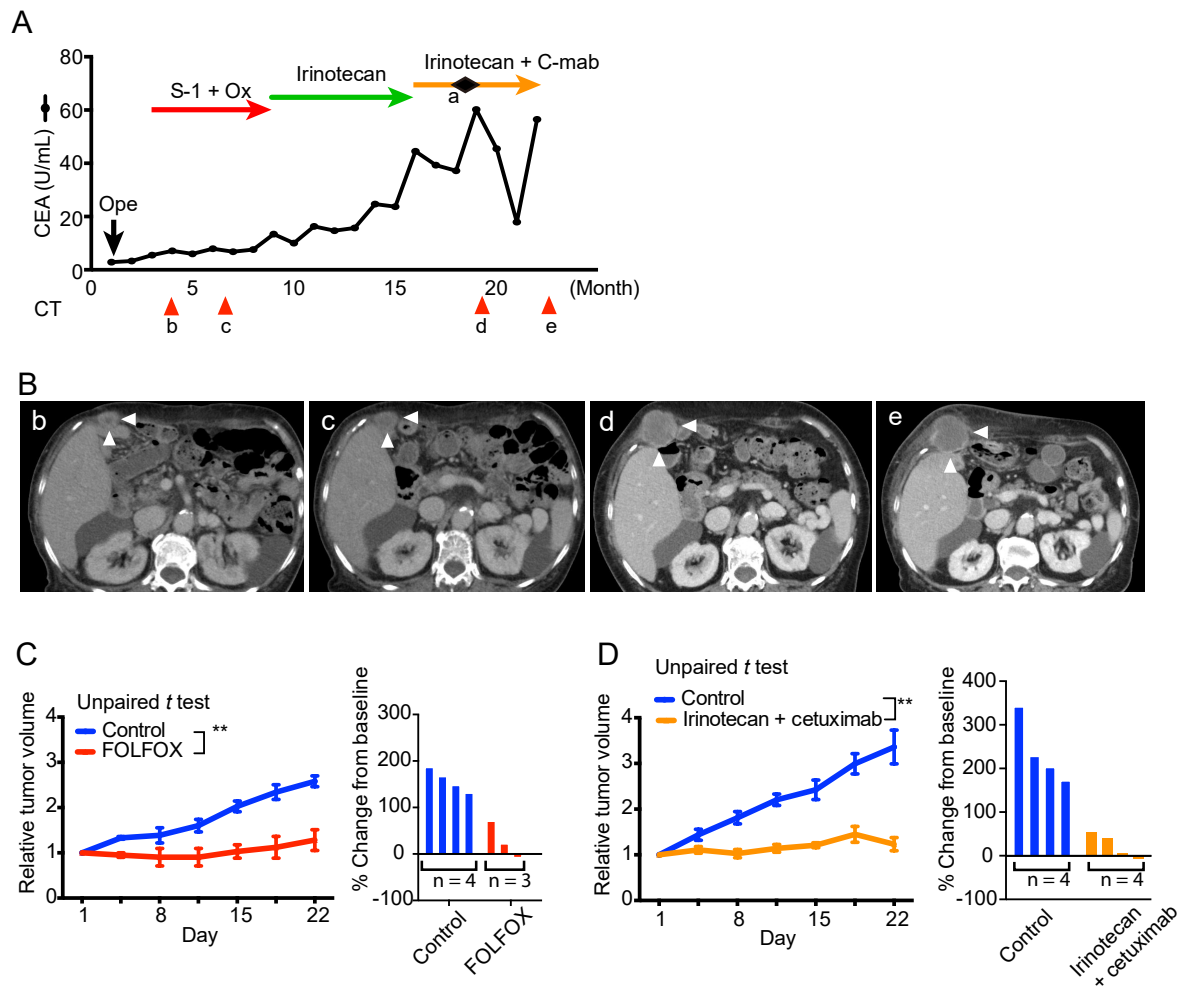 A
80
60
40
20
0
CEA (U/mL)
S-1 + Ox
Irinotecan
Irinotecan + C-mab
a
Ope
0 5 10 15 20 (Month)
CT
b c d e
B
b c d e
C
Unpaired t test
Control
FOLFOX
**
Relative tumor volume
4
3
2
1
0
1 8 15 22
Day
% Change from baseline
300
200
100
0
-100
n = 4 n = 3
Control
FOLFOX
D
Unpaired t test
Control
Irinotecan + cetuximab
**
Relative tumor volume
4
3
2
1
0
1 8 15 22
Day
% Change from baseline
400
300
200
100
0
-100
n = 4 n = 4
Control
Irinotecan
+ cetuximab